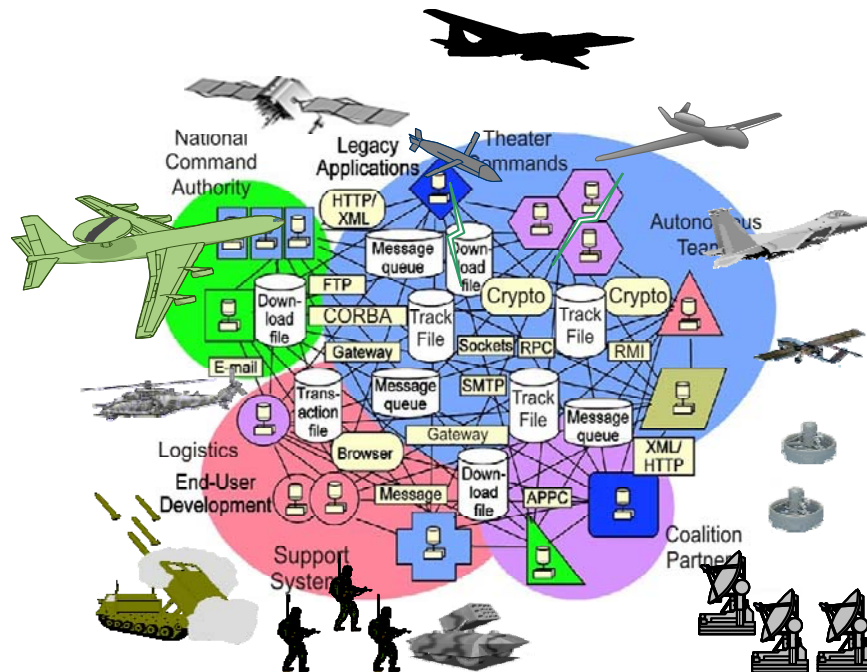 National
Command
Authority
Legacy
Applications
Theater
Commands
HTTP/
XML
Autonomous
Team
Message
queue
Down-
load
file
FTP
Crypto
Crypto
Down-
load
file
CORBA
Track
File
Track
File
Gateway
Sockets
RPC
RMI
E-mail
Trans-
action
file
Message
queue
SMTP
Track
File
Message
queue
Logistics
Browser
Gateway
XML/
HTTP
End-User
Development
Message
Down-
load
file
APPC
Support
System
Coalition
Partner